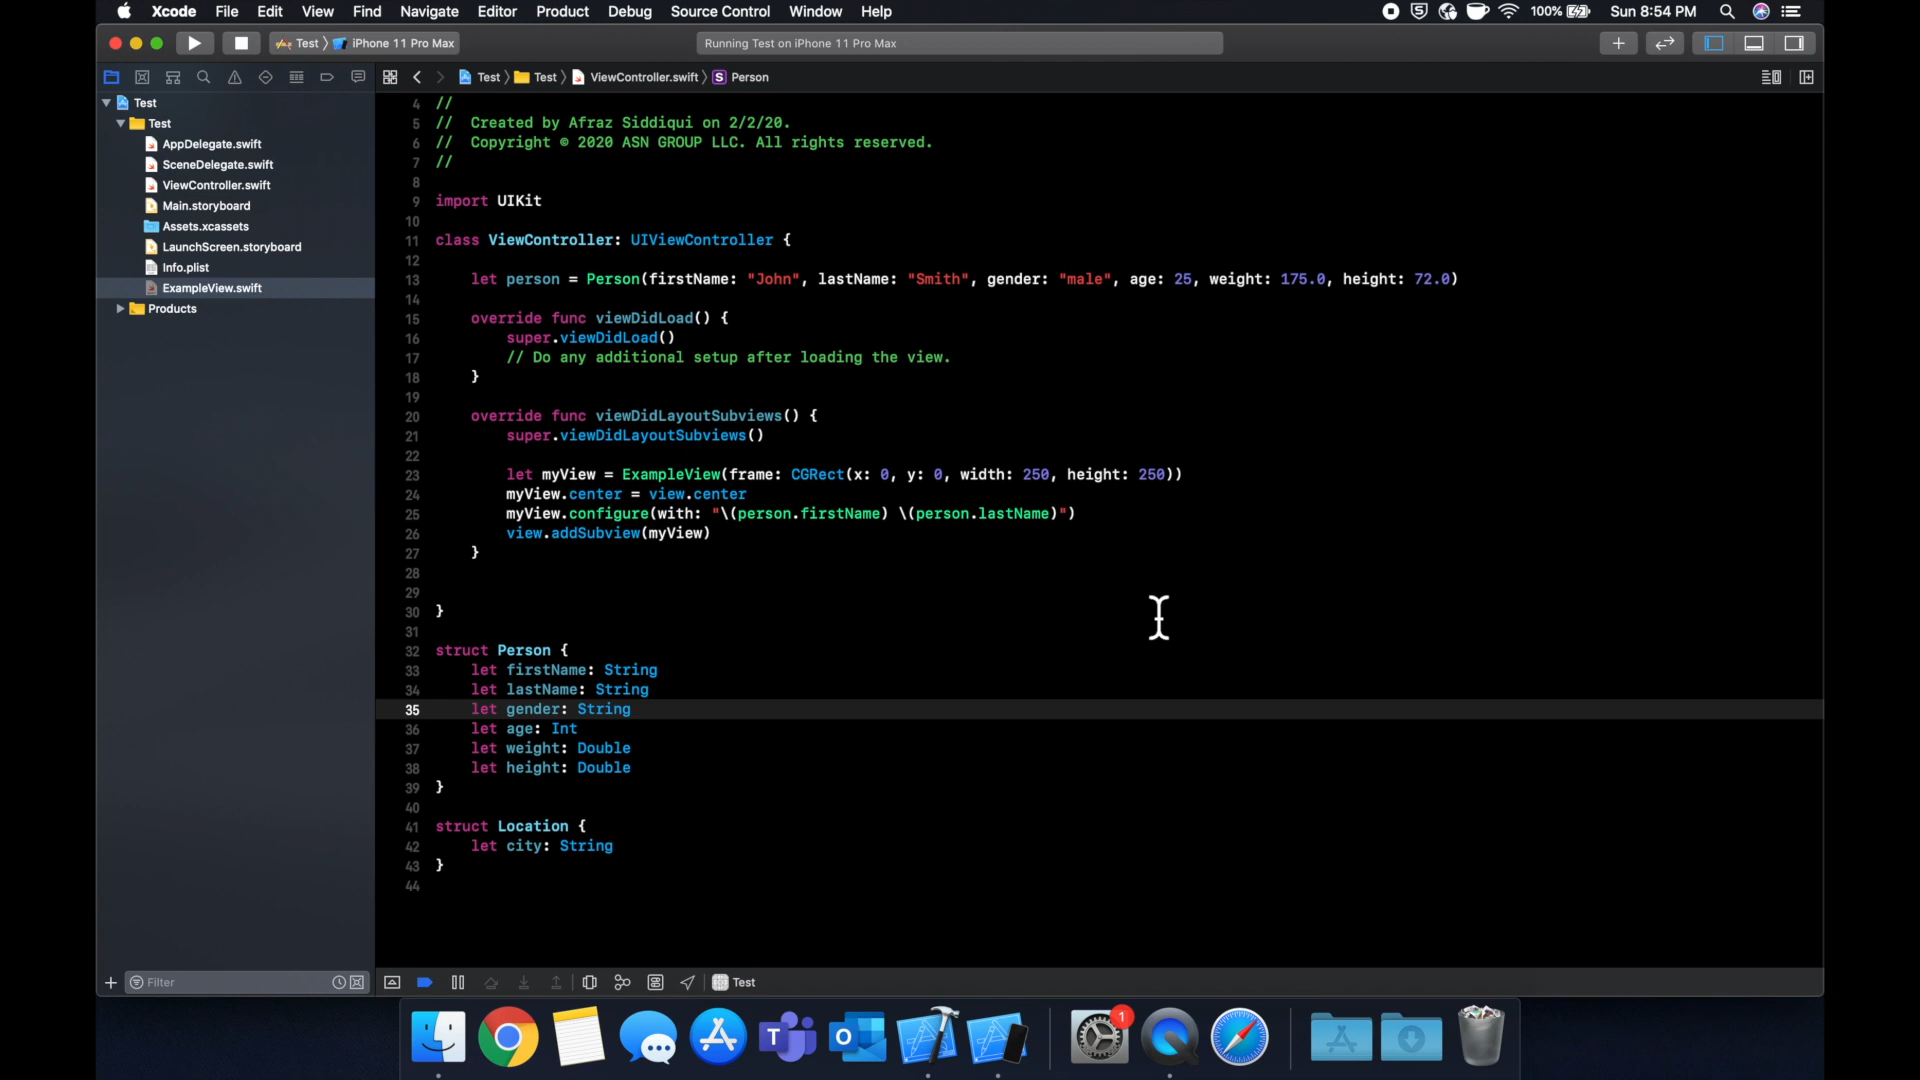 Xcode File Edit View Find Navigate Editor Product Debug Source Control Window Help 100% Sun 8:54 PM
Test iPhone 11 Pro Max Running Test on iPhone 11 Pro Max
Test Test ViewController.swift S Person
Test
Test
AppDelegate.swift
SceneDelegate.swift
ViewController.swift
Main.storyboard
Assets.xcassets
LaunchScreen.storyboard
Info.plist
ExampleView.swift
Products
4 //
5 // Created by Afraz Siddiqui on 2/2/20.
6 // Copyright © 2020 ASN GROUP LLC. All rights reserved.
7 //
8
9 import UIKit
10
11 class ViewController: UIViewController {
12
13 let person = Person(firstName: "John", lastName: "Smith", gender: "male", age: 25, weight: 175.0, height: 72.0)
14
15 override func viewDidLoad() {
16 super.viewDidLoad()
17 // Do any additional setup after loading the view.
18 }
19
20 override func viewDidLayoutSubviews() {
21 super.viewDidLayoutSubviews()
22
23 let myView = ExampleView(frame: CGRect(x: 0, y: 0, width: 250, height: 250))
24 myView.center = view.center
25 myView.configure(with: "\(person.firstName) \(person.lastName)")
26 view.addSubview(myView)
27 }
28
29
30 }
31
32 struct Person {
33 let firstName: String
34 let lastName: String
35 let gender: String
36 let age: Int
37 let weight: Double
38 let height: Double
39 }
40
41 struct Location {
42 let city: String
43 }
44
Filter Test
1